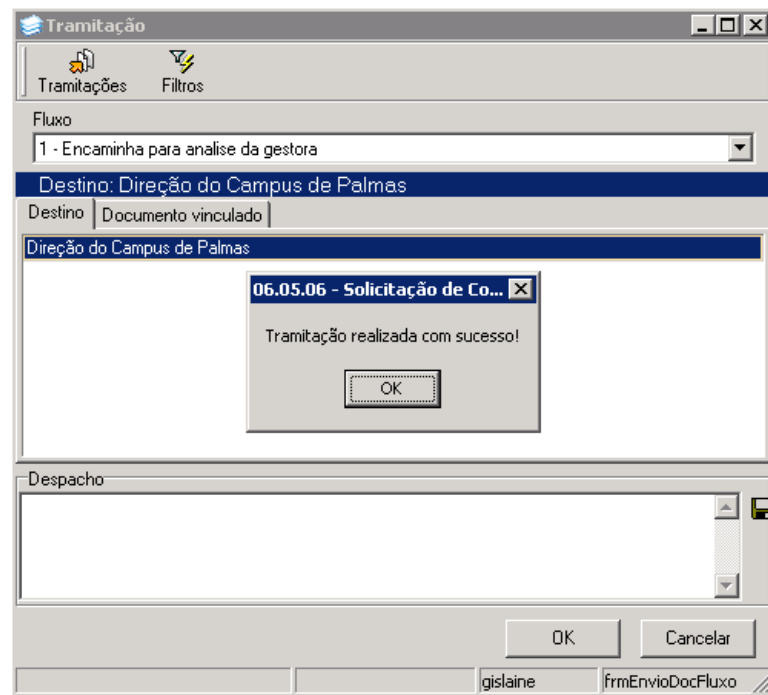 Tramitação
Tramitações Filtros
Fluxo
1 - Encaminha para analise da gestora
Destino: Direção do Campus de Palmas
Destino Documento vinculado
Direção do Campus de Palmas
06.05.06 - Solicitação de Co...
Tramitação realizada com sucesso!
OK
Despacho
OK Cancelar
gislaine frmEnvioDocFluxo